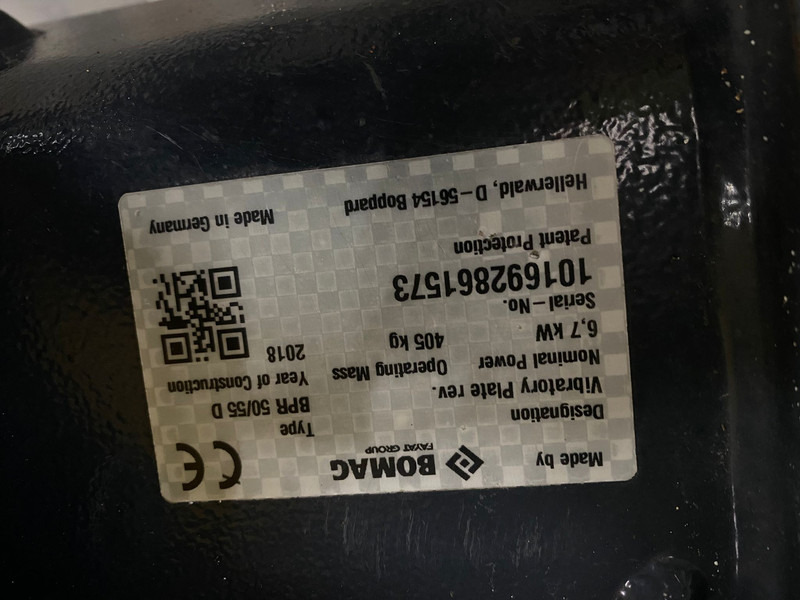 Made by BOMAG
FAYAT GROUP
CE
Designation Type
Vibratory Plate rev. BPR 50/55 D
Nominal Power Operating Mass Year of Construction
6,7 kW 405 kg 2018
Serial-No.
101692861573
Patent Protection
Hellerwald, D-56154 Boppard Made in Germany